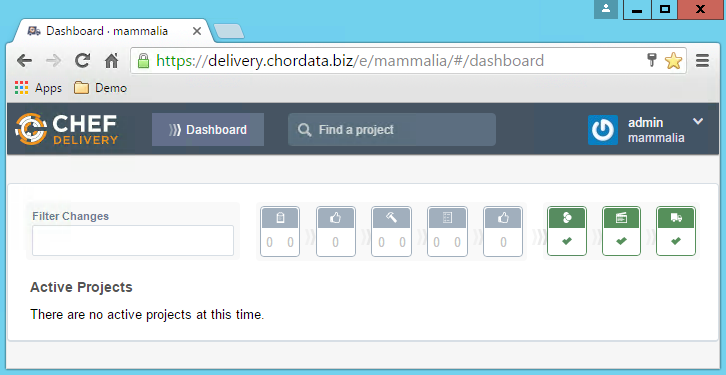 Dashboard · mammalia
https://delivery.chordata.biz/e/mammalia/#/dashboard
Apps Demo
CHEF
DELIVERY
Dashboard
Find a project
admin
mammalia
Filter Changes
0 0 0 0 0 0 0 0
Active Projects
There are no active projects at this time.